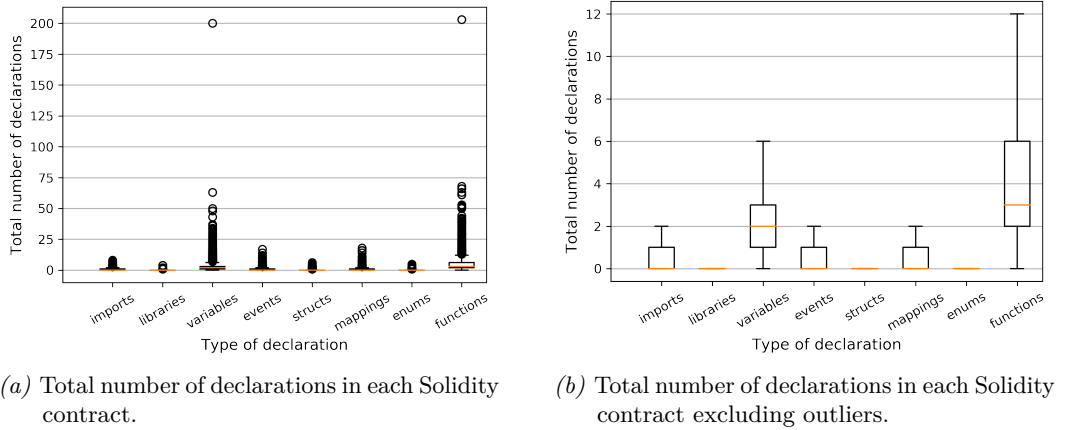 200
175
150
125
100
75
50
25
0
Total number of declarations
imports
libraries
variables
events
structs
mappings
enums
functions
Type of declaration
(a) Total number of declarations in each Solidity
contract.
12
10
8
6
4
2
0
Total number of declarations
imports
libraries
variables
events
structs
mappings
enums
functions
Type of declaration
(b) Total number of declarations in each Solidity
contract excluding outliers.